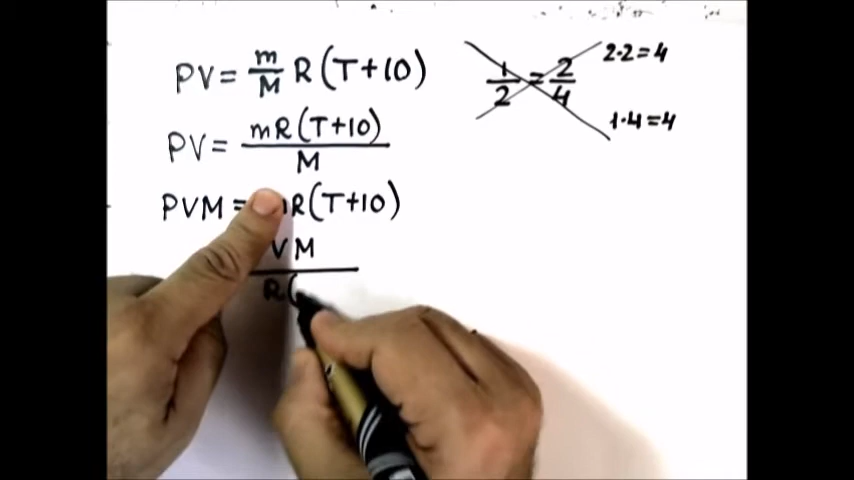 PV = m/M R(T+10)
PV = mR(T+10)/M
PVM = R(T+10)
VM
R(
1/2 = 2/4
2·2=4
1·4=4